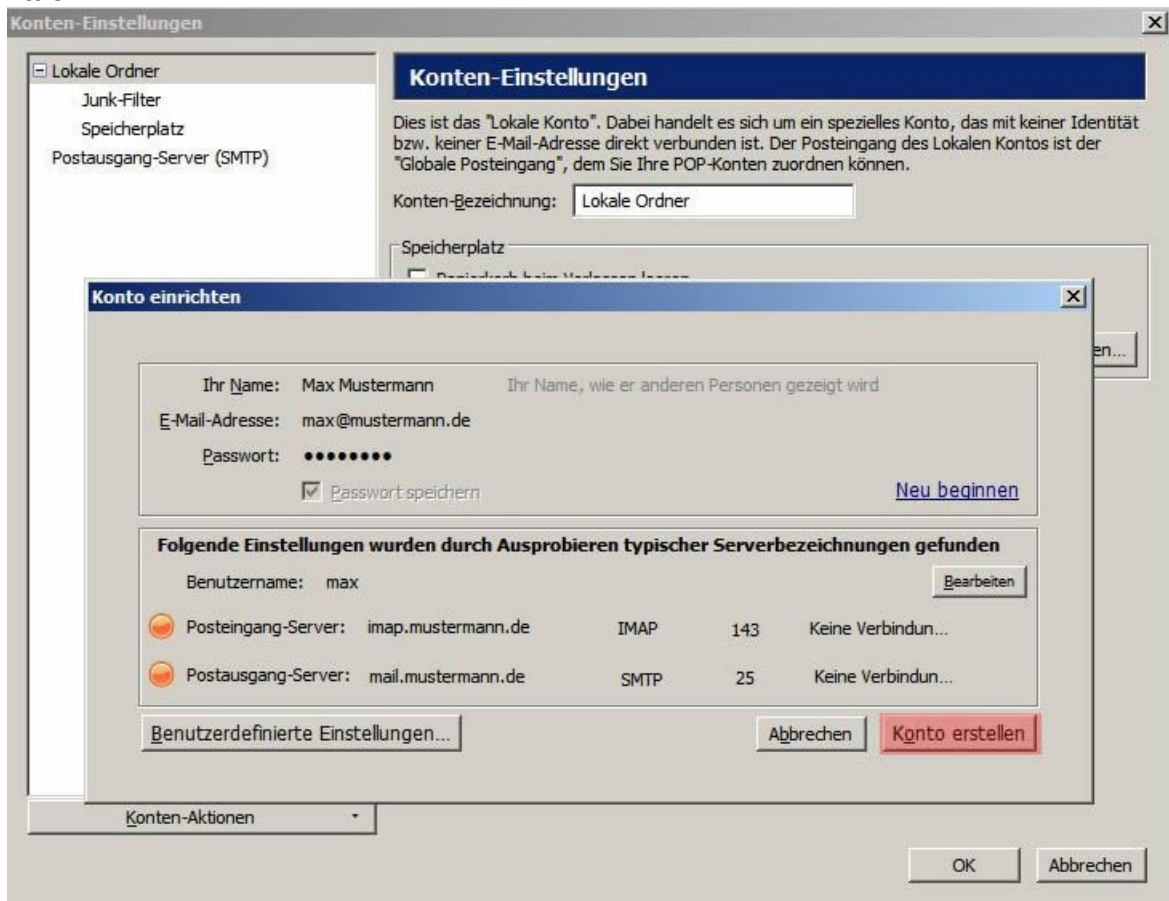 Konten-Einstellungen
Lokale Ordner
Junk-Filter
Speicherplatz
Postausgang-Server (SMTP)
Konten-Einstellungen
Dies ist das "Lokale Konto". Dabei handelt es sich um ein spezielles Konto, das mit keiner Identität
bzw. keiner E-Mail-Adresse direkt verbunden ist. Der Posteingang des Lokalen Kontos ist der
"Globale Posteingang", dem Sie Ihre POP-Konten zuordnen können.
Konten-Bezeichnung: Lokale Ordner
Speicherplatz
en...
Konto einrichten
Ihr Name: Max Mustermann Ihr Name, wie er anderen Personen gezeigt wird
E-Mail-Adresse: max@mustermann.de
Passwort: ••••••••
Passwort speichern
Neu beginnen
Folgende Einstellungen wurden durch Ausprobieren typischer Serverbezeichnungen gefunden
Benutzername: max Bearbeiten
Posteingang-Server: imap.mustermann.de IMAP 143 Keine Verbindun...
Postausgang-Server: mail.mustermann.de SMTP 25 Keine Verbindun...
Benutzerdefinierte Einstellungen... Abbrechen Konto erstellen
Konten-Aktionen
OK Abbrechen